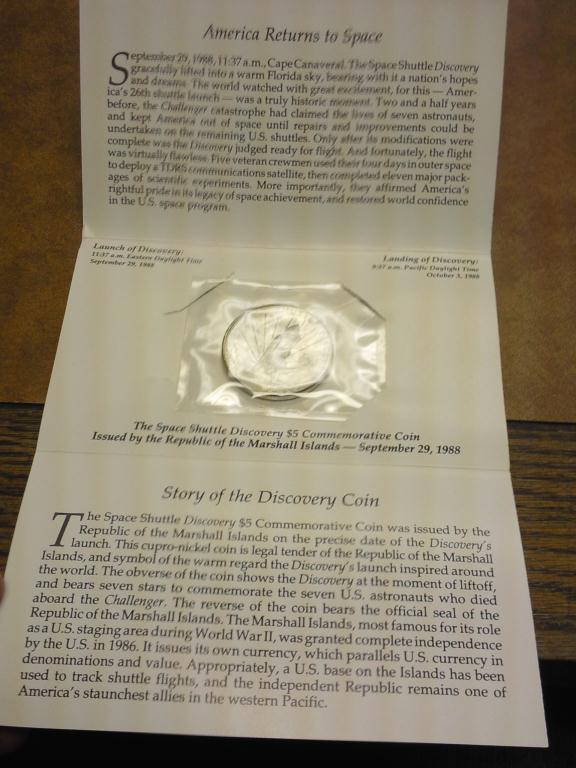 America Returns to Space
September 29, 1988, 11:37 a.m., Cape Canaveral. The Space Shuttle Discovery
gracefully lifted into a warm Florida sky, bearing with it a nation's hopes
and dreams. The world watched with great excitement, for this — Amer-
ica's 26th shuttle launch — was a truly historic moment. Two and a half years
before, the Challenger catastrophe had claimed the lives of seven astronauts,
and kept America out of space until repairs and improvements could be
undertaken on the remaining U.S. shuttles. Only after its modifications were
complete was the Discovery judged ready for flight. And fortunately, the flight
was virtually flawless. Five veteran crewmen used their four days in outer space
to deploy a TDRS communications satellite, then completed eleven major pack-
ages of scientific experiments. More importantly, they affirmed America's
rightful pride in its legacy of space achievement, and restored world confidence
in the U.S. space program.
Launch of Discovery:
11:37 a.m. Eastern Daylight Time
September 29, 1988
Landing of Discovery:
9:37 a.m. Pacific Daylight Time
October 3, 1988
The Space Shuttle Discovery $5 Commemorative Coin
Issued by the Republic of the Marshall Islands — September 29, 1988
Story of the Discovery Coin
The Space Shuttle Discovery $5 Commemorative Coin was issued by the
Republic of the Marshall Islands on the precise date of the Discovery's
launch. This cupro-nickel coin is legal tender of the Republic of the Marshall
Islands, and symbol of the warm regard the Discovery's launch inspired around
the world. The obverse of the coin shows the Discovery at the moment of liftoff,
and bears seven stars to commemorate the seven U.S. astronauts who died
aboard the Challenger. The reverse of the coin bears the official seal of the
Republic of the Marshall Islands. The Marshall Islands, most famous for its role
as a U.S. staging area during World War II, was granted complete independence
by the U.S. in 1986. It issues its own currency, which parallels U.S. currency in
denominations and value. Appropriately, a U.S. base on the Islands has been
used to track shuttle flights, and the independent Republic remains one of
America's staunchest allies in the western Pacific.